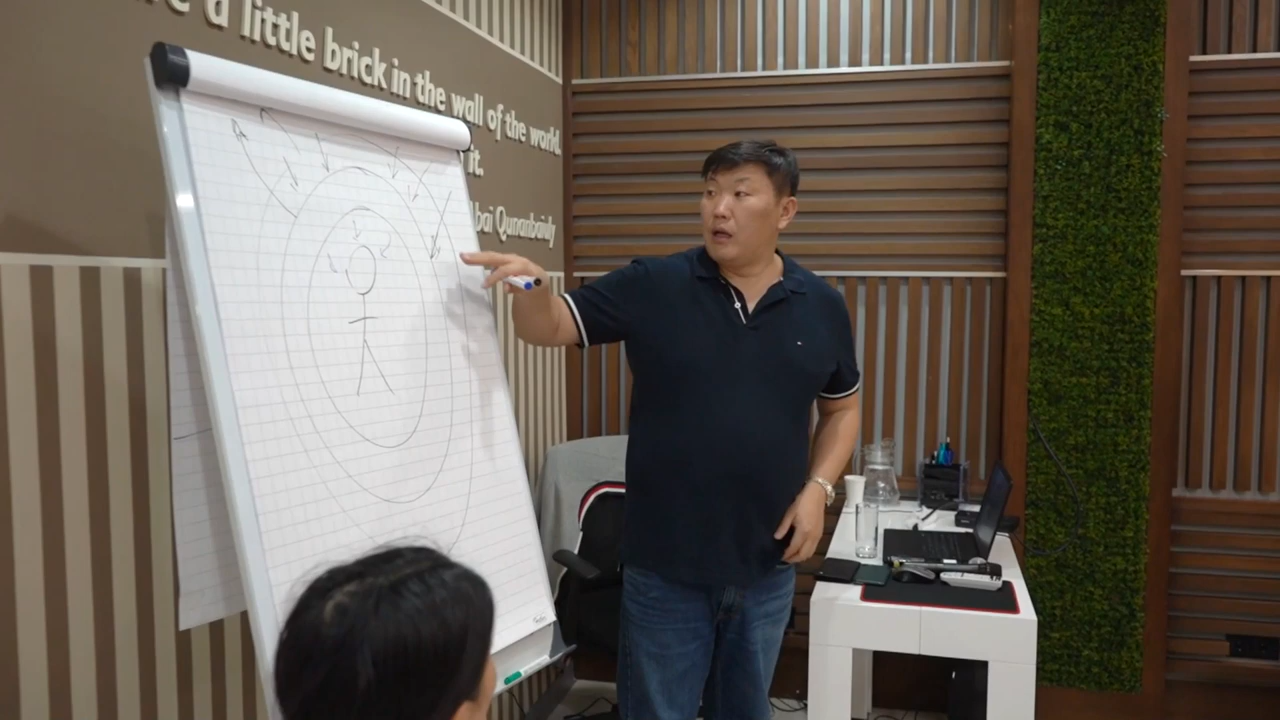 a little brick in the wall of the world.
it.
bai Qunanbaiuly